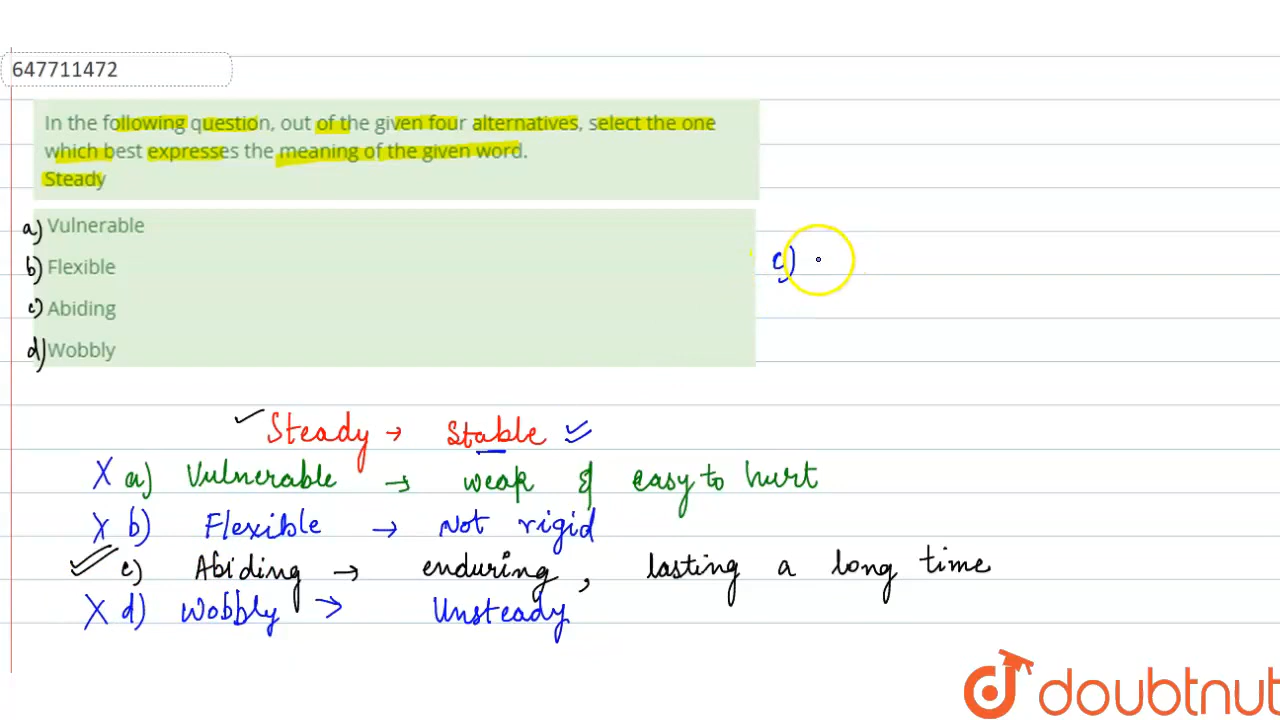 647711472
In the following question, out of the given four alternatives, select the one
which best expresses the meaning of the given word.
Steady
a) Vulnerable
b) Flexible
c) Abiding
d) Wobbly
c)
✓ Steady → Stable ✓
X a) Vulnerable → weak & easy to hurt
X b) Flexible → Not rigid
✓ c) Abiding → enduring, lasting a long time
X d) Wobbly → Unsteady
doubtnut